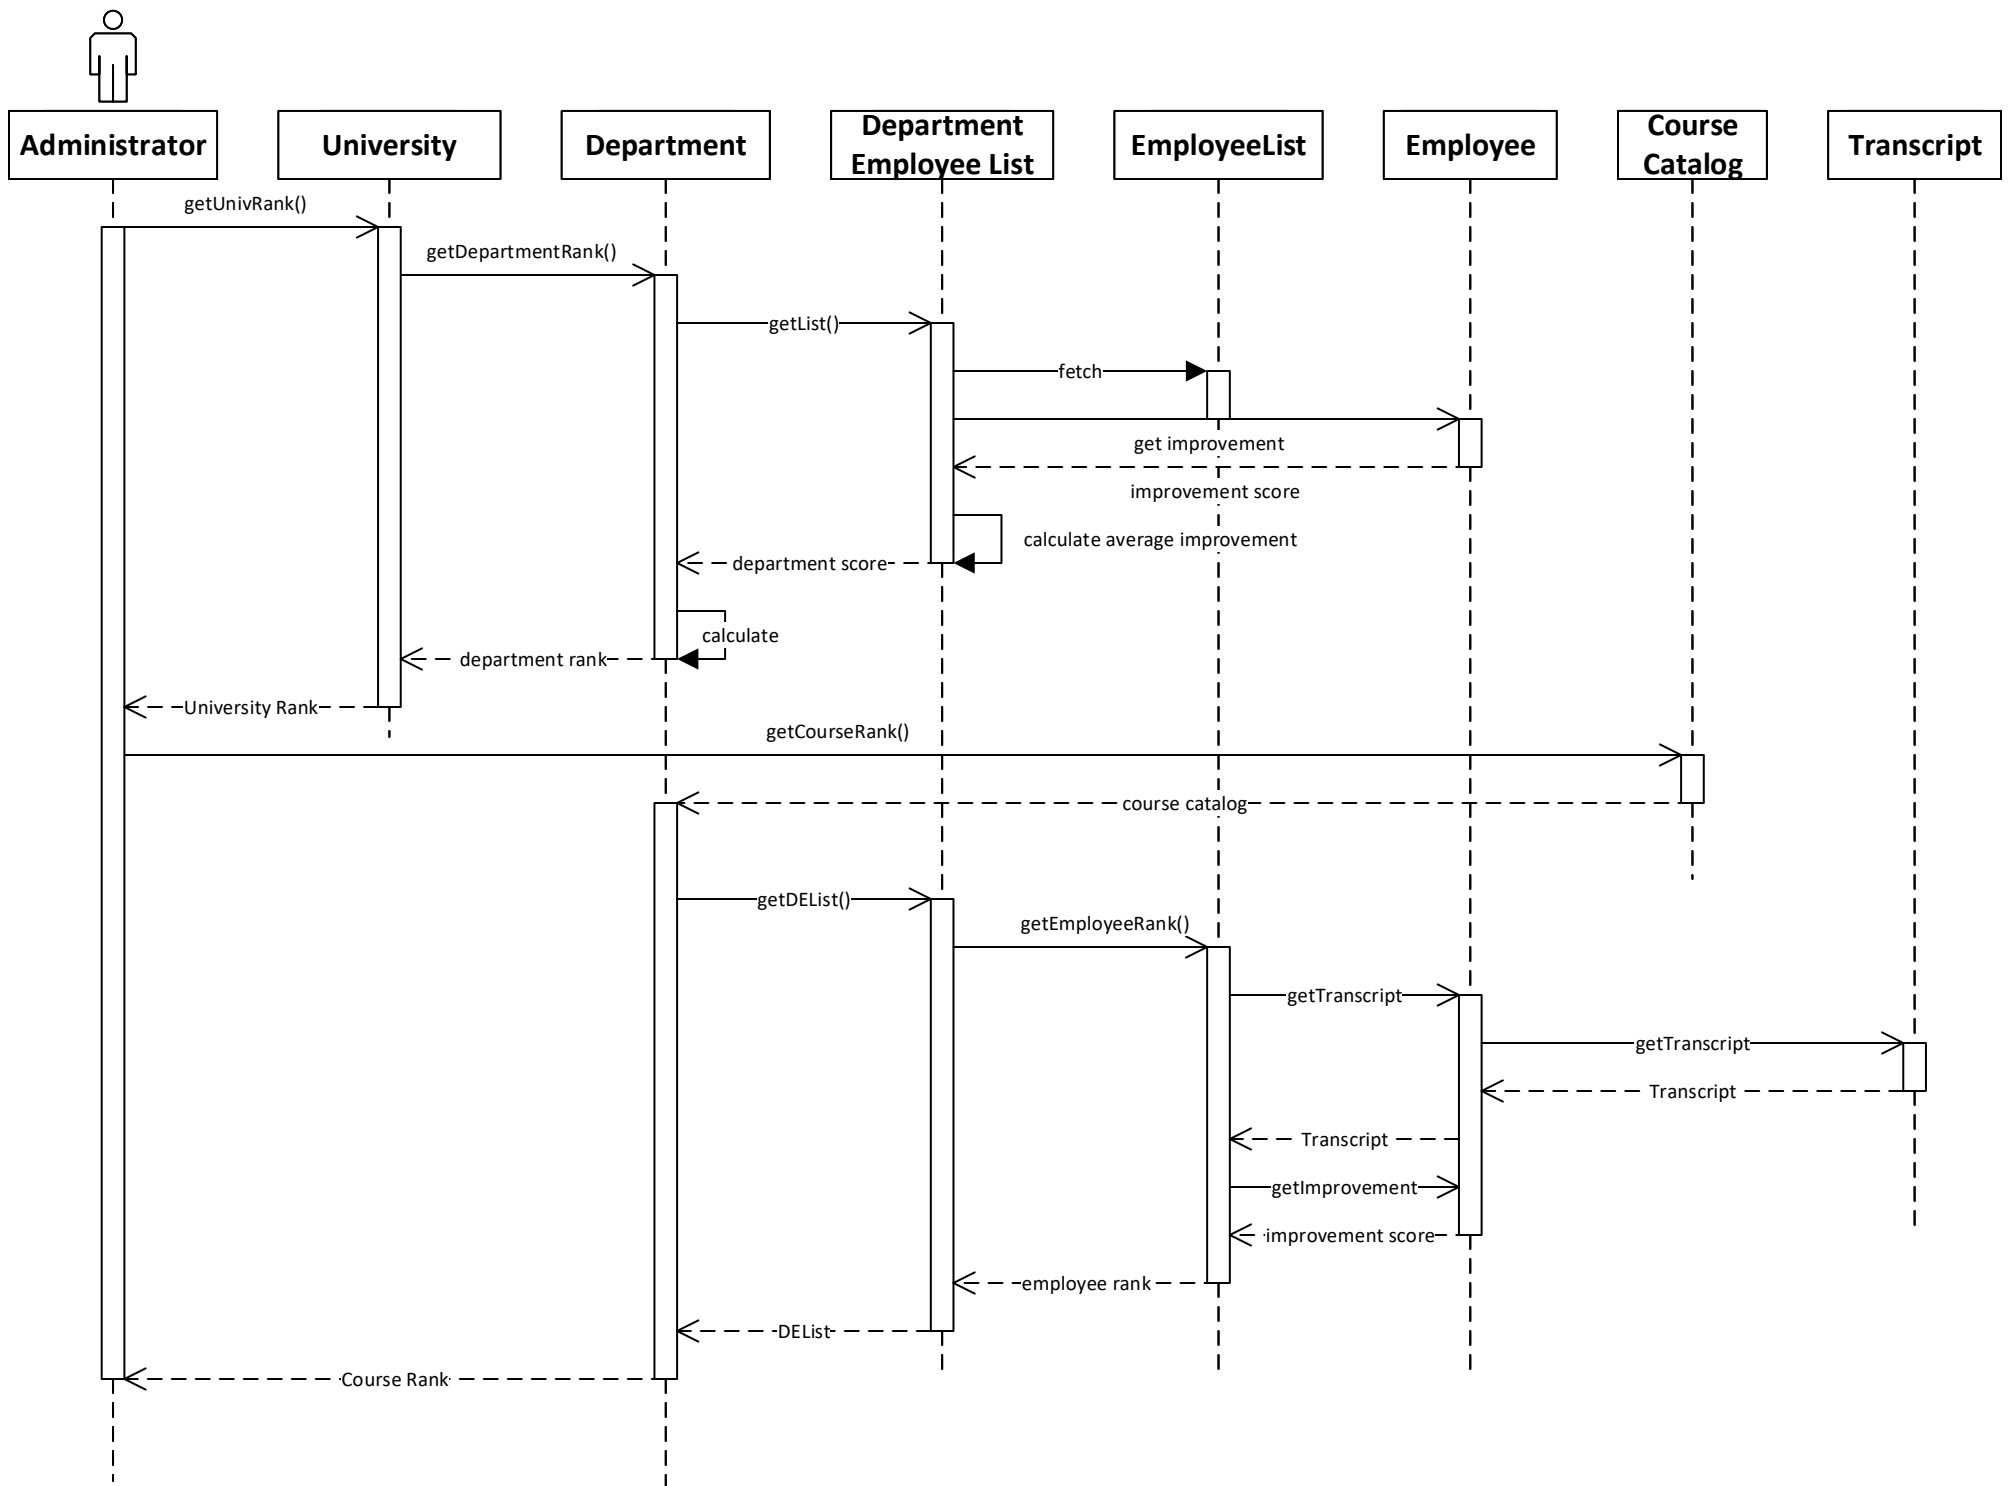 Administrator
University
Department
Department
Employee List
EmployeeList
Employee
Course
Catalog
Transcript
getUnivRank()
getDepartmentRank()
getList()
fetch
get improvement
improvement score
calculate average improvement
department score
calculate
department rank
University Rank
getCourseRank()
course catalog
getDEList()
getEmployeeRank()
getTranscript
getTranscript
Transcript
Transcript
getImprovement
improvement score
employee rank
DEList
Course Rank